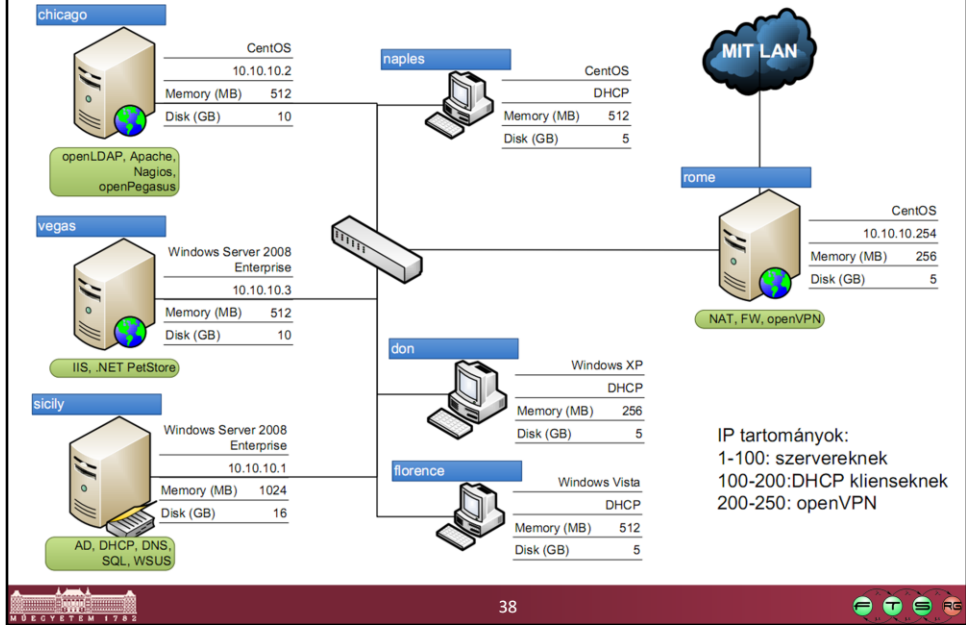 chicago
CentOS
10.10.10.2
Memory (MB) 512
Disk (GB) 10
openLDAP, Apache,
Nagios,
openPegasus
naples
CentOS
DHCP
Memory (MB) 512
Disk (GB) 5
MIT LAN
rome
CentOS
10.10.10.254
Memory (MB) 256
Disk (GB) 5
NAT, FW, openVPN
vegas
Windows Server 2008
Enterprise
10.10.10.3
Memory (MB) 512
Disk (GB) 10
IIS, .NET PetStore
don
Windows XP
DHCP
Memory (MB) 256
Disk (GB) 5
sicily
Windows Server 2008
Enterprise
10.10.10.1
Memory (MB) 1024
Disk (GB) 16
AD, DHCP, DNS,
SQL, WSUS
florence
Windows Vista
DHCP
Memory (MB) 512
Disk (GB) 5
IP tartományok:
1-100: szervereknek
100-200:DHCP klienseknek
200-250: openVPN
MŰEGYETEM 1782
38
F T S RG